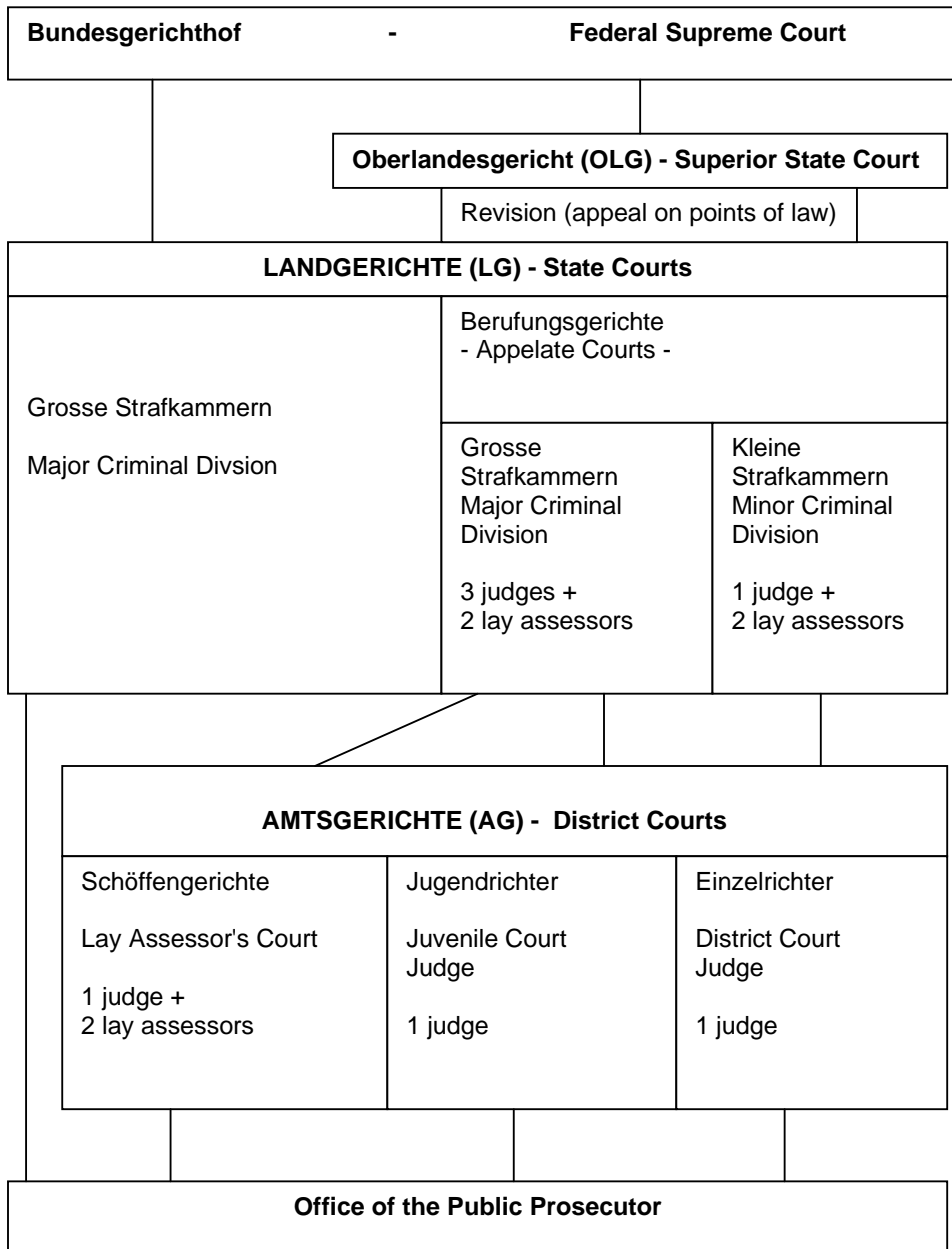 Bundesgerichthof - Federal Supreme Court
Oberlandesgericht (OLG) - Superior State Court
Revision (appeal on points of law)
LANDGERICHTE (LG) - State Courts
Grosse Strafkammern
Major Criminal Divsion
Berufungsgerichte
- Appelate Courts -
Grosse
Strafkammern
Major Criminal
Division
3 judges +
2 lay assessors
Kleine
Strafkammern
Minor Criminal
Division
1 judge +
2 lay assessors
AMTSGERICHTE (AG) - District Courts
Schöffengerichte
Lay Assessor's Court
1 judge +
2 lay assessors
Jugendrichter
Juvenile Court
Judge
1 judge
Einzelrichter
District Court
Judge
1 judge
Office of the Public Prosecutor